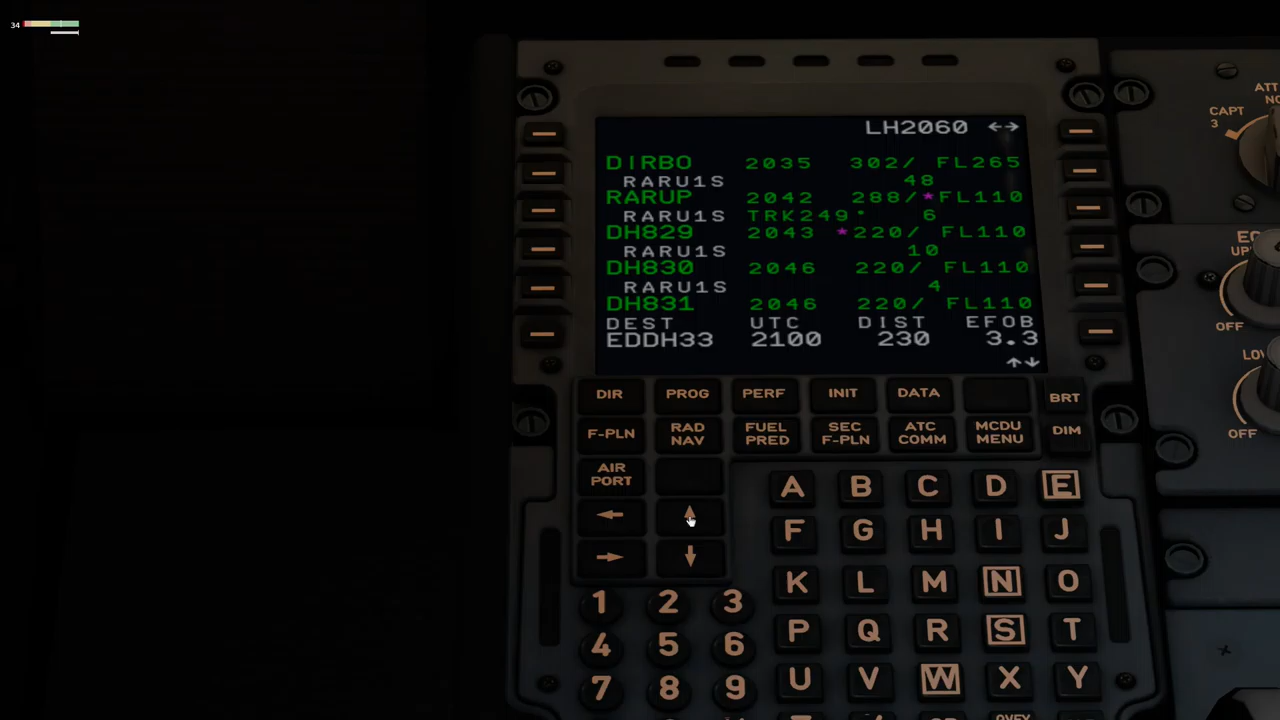 34
LH2060 ←→
DIRBO 2035 302/ FL265
RARU1S 48
RARUP 2042 288/*FL110
RARU1S TRK249° 6
DH829 2043 *220/ FL110
RARU1S 10
DH830 2046 220/ FL110
RARU1S 4
DH831 2046 220/ FL110
DEST UTC DIST EFOB
EDDH33 2100 230 3.3
↑↓
DIR PROG PERF INIT DATA BRT
F-PLN RAD NAV FUEL PRED SEC F-PLN ATC COMM MCDU MENU DIM
AIR PORT
← ↑
→ ↓
A B C D E
F G H I J
K L M N O
P Q R S T
U V W X Y
1 2 3
4 5 6
7 8 9
CAPT
3
OFF
OFF